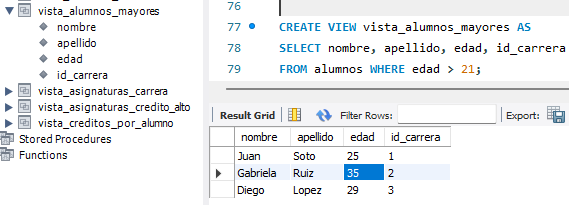 vista_alumnos_mayores
nombre
apellido
edad
id_carrera
vista_asignaturas_carrera
vista_asignaturas_credito_alto
vista_creditos_por_alumno
Stored Procedures
Functions
76
77 CREATE VIEW vista_alumnos_mayores AS
78 SELECT nombre, apellido, edad, id_carrera
79 FROM alumnos WHERE edad > 21;
Result Grid Filter Rows: Export:
nombre apellido edad id_carrera
Juan Soto 25 1
Gabriela Ruiz 35 2
Diego Lopez 29 3